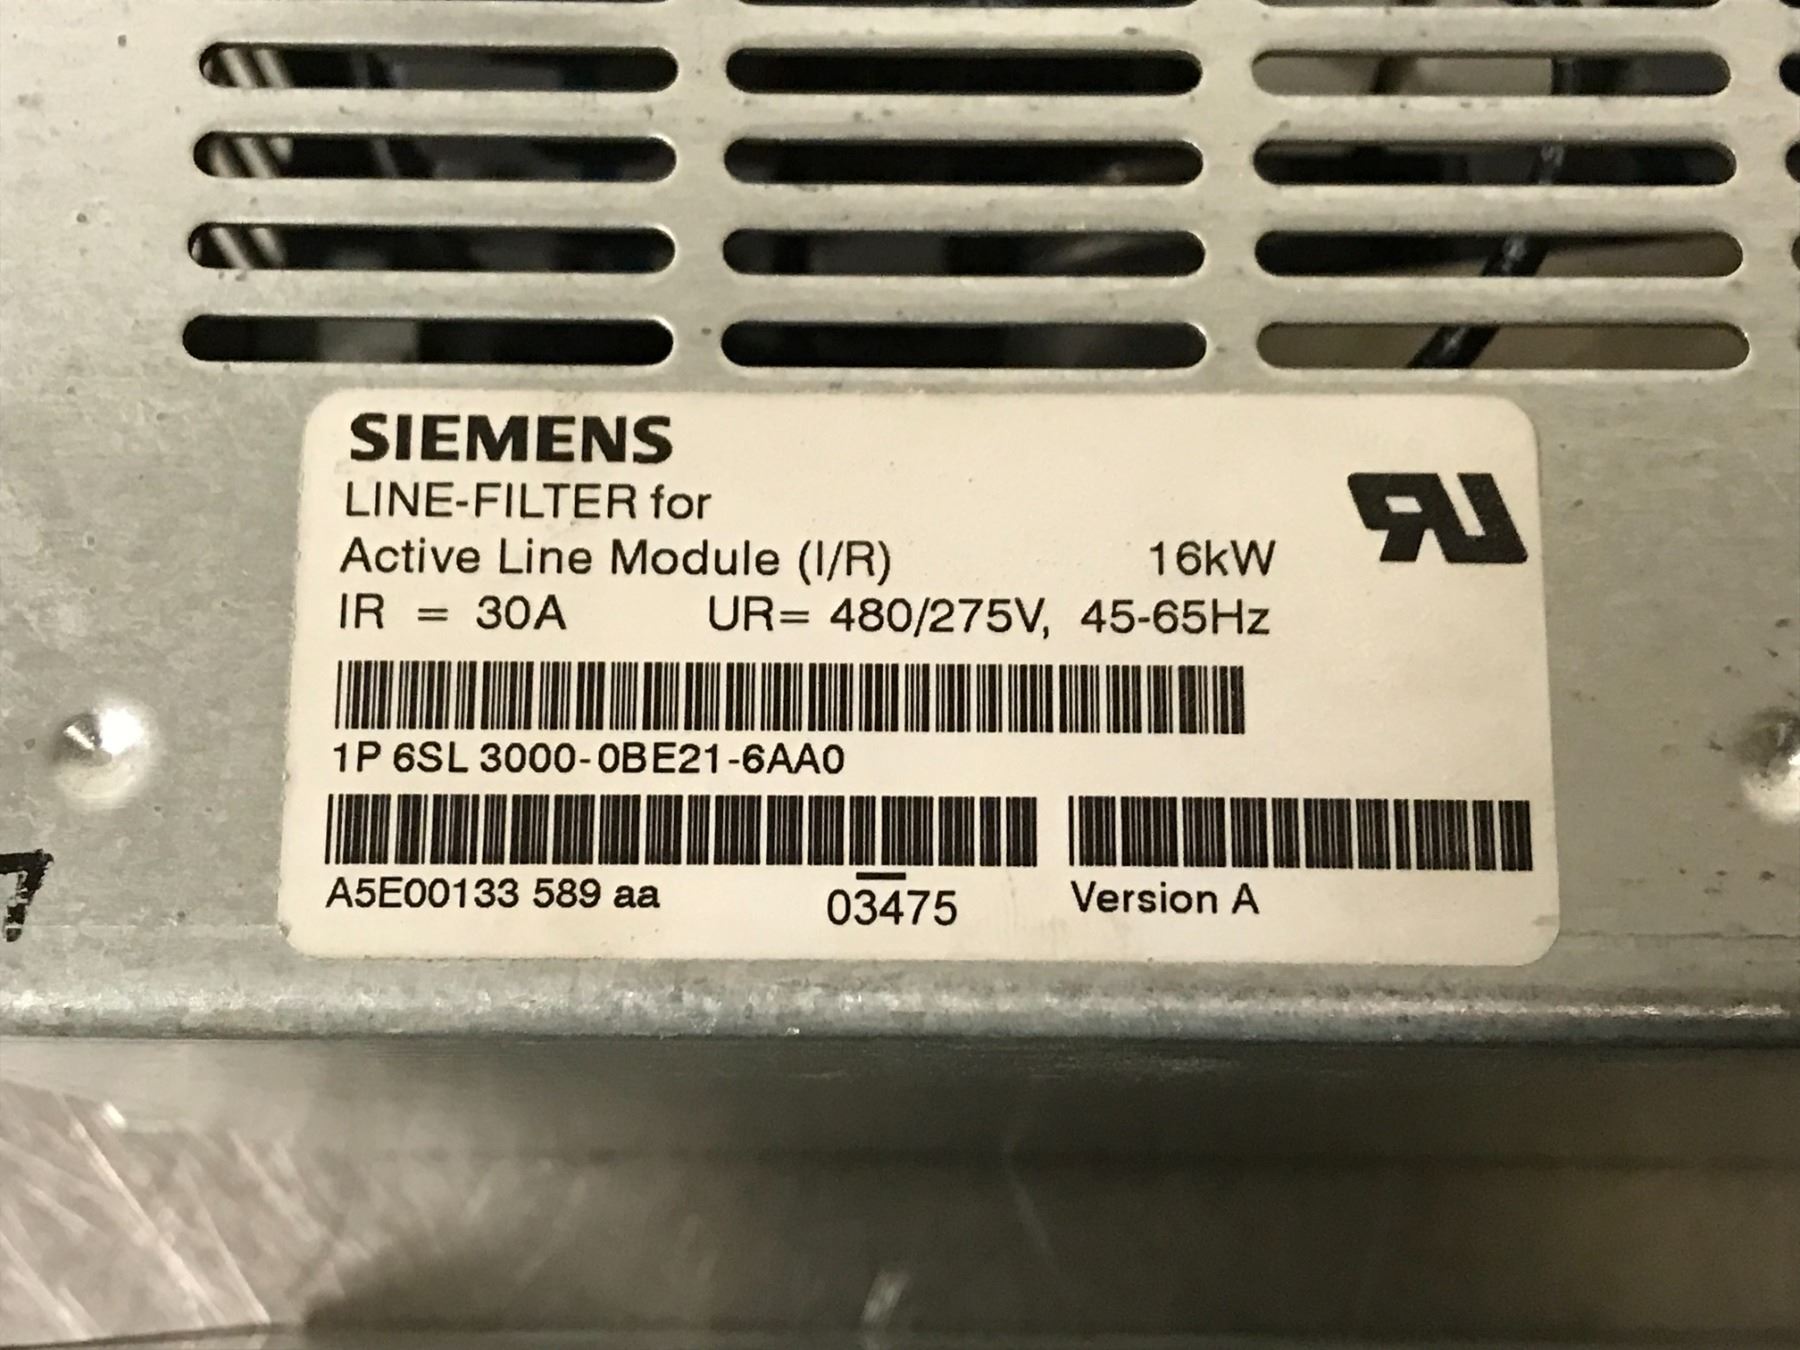 SIEMENS
LINE-FILTER for
Active Line Module (I/R) 16kW
IR = 30A UR= 480/275V, 45-65Hz
1P 6SL 3000-0BE21-6AA0
A5E00133 589 aa 03475 Version A